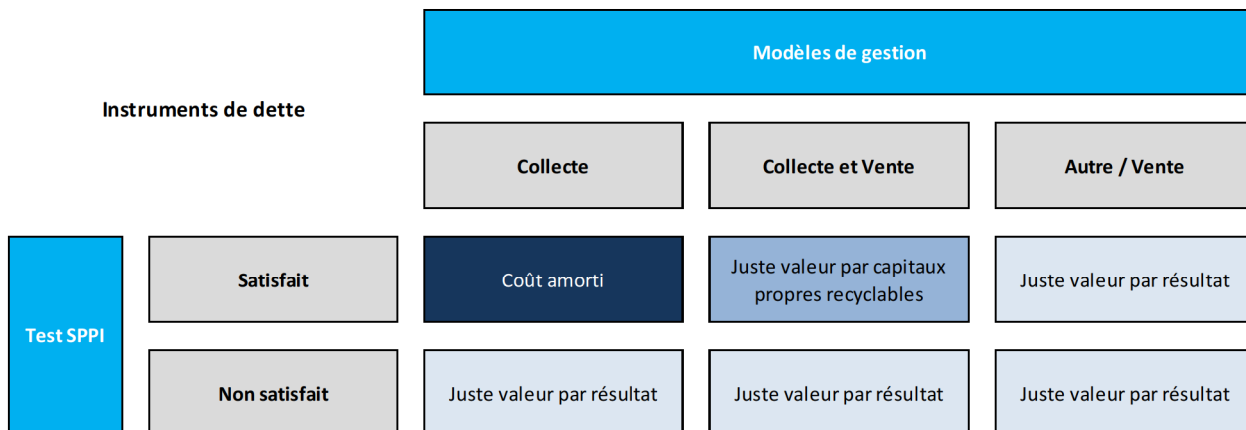 Modèles de gestion
Instruments de dette
Collecte
Collecte et Vente
Autre / Vente
Test SPPI
Satisfait
Coût amorti
Juste valeur par capitaux
propres recyclables
Juste valeur par résultat
Non satisfait
Juste valeur par résultat
Juste valeur par résultat
Juste valeur par résultat